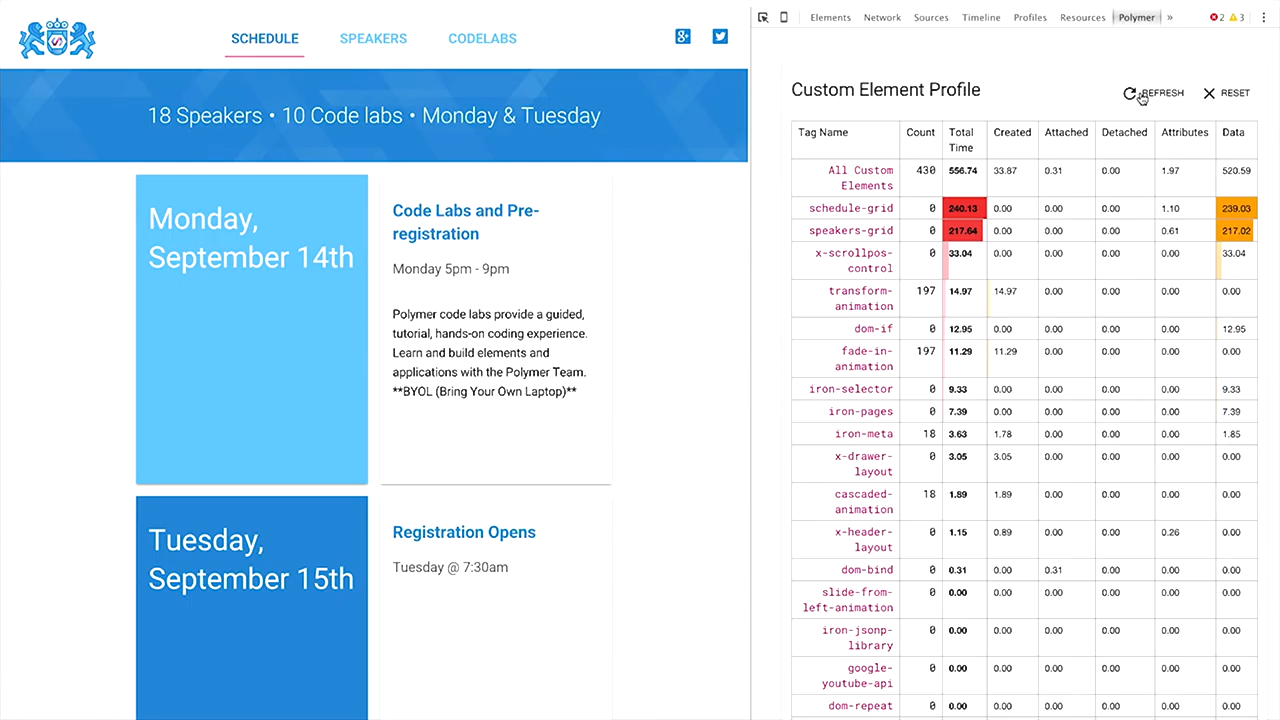 SCHEDULE SPEAKERS CODELABS
18 Speakers • 10 Code labs • Monday & Tuesday
Monday,
September 14th
Code Labs and Pre-
registration
Monday 5pm - 9pm
Polymer code labs provide a guided,
tutorial, hands-on coding experience.
Learn and build elements and
applications with the Polymer Team.
**BYOL (Bring Your Own Laptop)**
Tuesday,
September 15th
Registration Opens
Tuesday @ 7:30am
Elements Network Sources Timeline Profiles Resources Polymer » 2 3
Custom Element Profile
REFRESH RESET
Tag Name Count Total Time Created Attached Detached Attributes Data
All Custom Elements 430 556.74 33.87 0.31 0.00 1.97 520.59
schedule-grid 0 240.13 0.00 0.00 0.00 1.10 239.03
speakers-grid 0 217.64 0.00 0.00 0.00 0.61 217.02
x-scrollpos-control 0 33.04 0.00 0.00 0.00 0.00 33.04
transform-animation 197 14.97 14.97 0.00 0.00 0.00 0.00
dom-if 0 12.95 0.00 0.00 0.00 0.00 12.95
fade-in-animation 197 11.29 11.29 0.00 0.00 0.00 0.00
iron-selector 0 9.33 0.00 0.00 0.00 0.00 9.33
iron-pages 0 7.39 0.00 0.00 0.00 0.00 7.39
iron-meta 18 3.63 1.78 0.00 0.00 0.00 1.85
x-drawer-layout 0 3.05 3.05 0.00 0.00 0.00 0.00
cascaded-animation 18 1.89 1.89 0.00 0.00 0.00 0.00
x-header-layout 0 1.15 0.89 0.00 0.00 0.26 0.00
dom-bind 0 0.31 0.00 0.31 0.00 0.00 0.00
slide-from-left-animation 0 0.00 0.00 0.00 0.00 0.00 0.00
iron-jsonp-library 0 0.00 0.00 0.00 0.00 0.00 0.00
google-youtube-api 0 0.00 0.00 0.00 0.00 0.00 0.00
dom-repeat 0 0.00 0.00 0.00 0.00 0.00 0.00